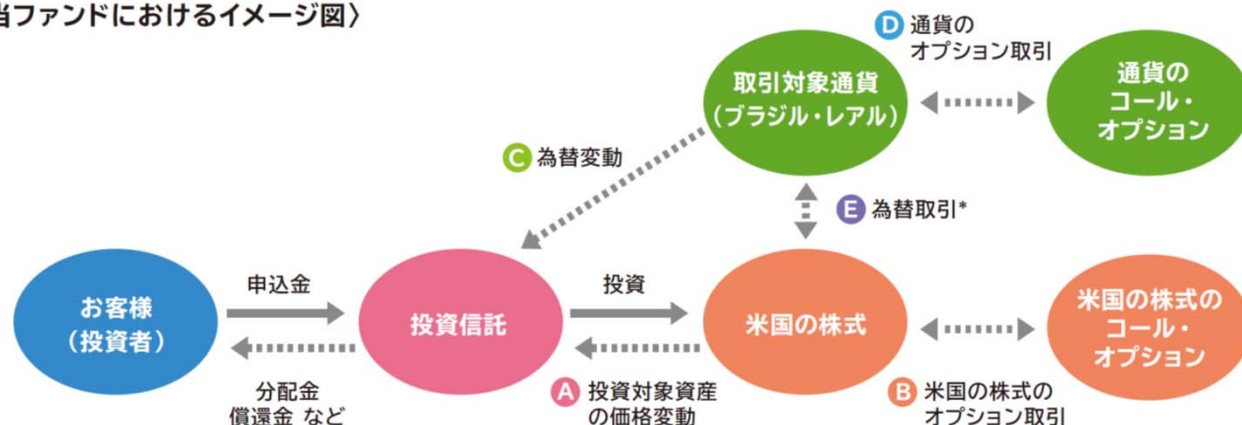 当ファンドにおけるイメージ図〉
D 通貨の
オプション取引
取引対象通貨
（ブラジル・レアル）
通貨の
コール・
オプション
C 為替変動
E 為替取引*
お客様
（投資者）
申込金
分配金
償還金 など
投資信託
投資
A 投資対象資産
の価格変動
米国の株式
B 米国の株式の
オプション取引
米国の株式の
コール・
オプション